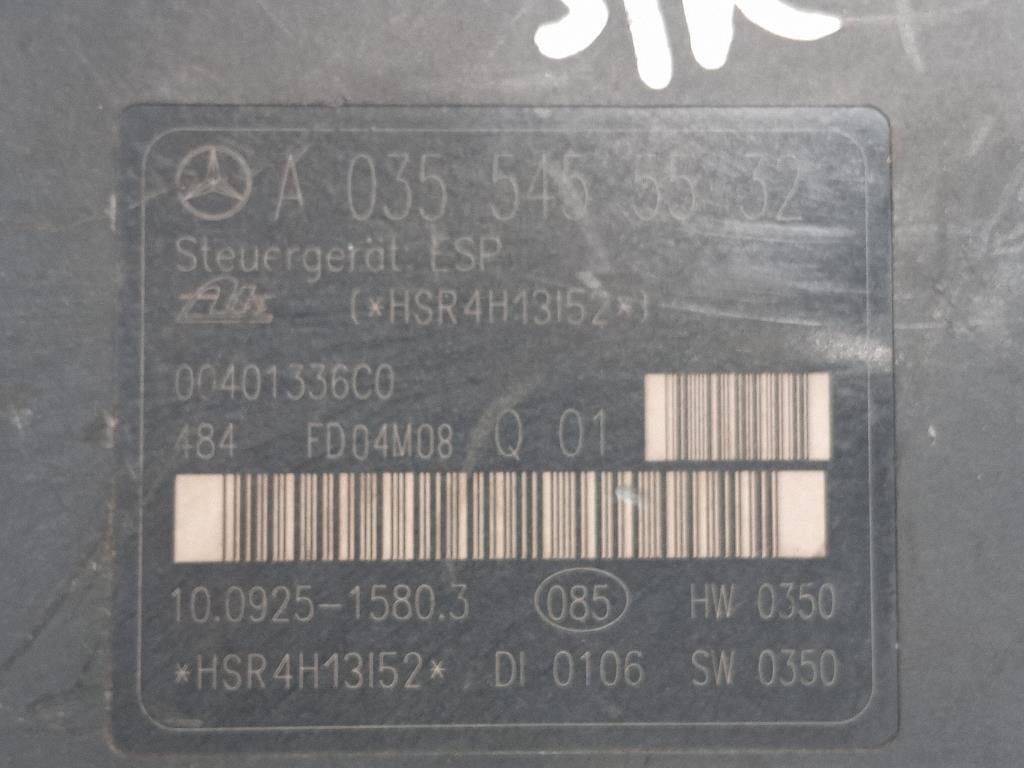 A 035 545 55 32
Steuergerät ESP
ATE (*HSR4H13I52*)
00401336C0
484 FD04M08 Q 01
10.0925-1580.3 085 HW 0350
*HSR4H13I52* DI 0106 SW 0350